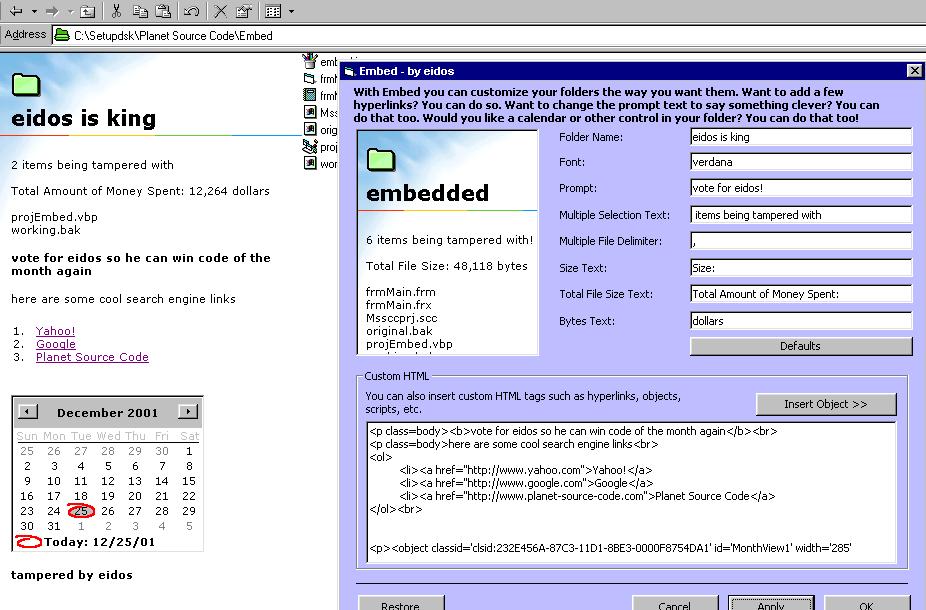 Address C:\Setupdsk\Planet Source Code\Embed
eidos is king
2 items being tampered with
Total Amount of Money Spent: 12,264 dollars
projEmbed.vbp
working.bak
vote for eidos so he can win code of the
month again
here are some cool search engine links
1. Yahoo!
2. Google
3. Planet Source Code
December 2001
Sun Mon Tue Wed Thu Fri Sat
25 26 27 28 29 30 1
2 3 4 5 6 7 8
9 10 11 12 13 14 15
16 17 18 19 20 21 22
23 24 25 26 27 28 29
30 31 1 2 3 4 5
Today: 12/25/01
tampered by eidos
Embed - by eidos
With Embed you can customize your folders the way you want them. Want to add a few
hyperlinks? You can do so. Want to change the prompt text to say something clever? You can
do that too. Would you like a calendar or other control in your folder? You can do that too!
embedded
6 items being tampered with!
Total File Size: 48,118 bytes
frmMain.frm
frmMain.frx
Mssccprj.scc
original.bak
projEmbed.vbp
Folder Name: eidos is king
Font: verdana
Prompt: vote for eidos!
Multiple Selection Text: items being tampered with
Multiple File Delimiter: ,
Size Text: Size:
Total File Size Text: Total Amount of Money Spent:
Bytes Text: dollars
Defaults
Custom HTML
You can also insert custom HTML tags such as hyperlinks, objects,
scripts, etc.
Insert Object >>
<p class=body><b>vote for eidos so he can win code of the month again</b><br>
<p class=body>here are some cool search engine links<br>
<ol>
<li><a href="http://www.yahoo.com">Yahoo!</a>
<li><a href="http://www.google.com">Google</a>
<li><a href="http://www.planet-source-code.com">Planet Source Code</a>
</ol><br>
<p><object classid='clsid:232E456A-87C3-11D1-8BE3-0000F8754DA1' id='MonthView1' width='285'
Restore Cancel Apply OK